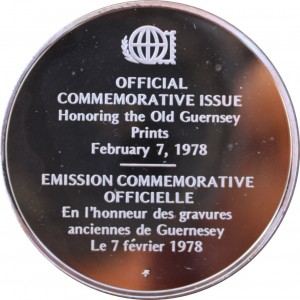 OFFICIAL
COMMEMORATIVE ISSUE
Honoring the Old Guernsey
Prints
February 7, 1978
EMISSION COMMEMORATIVE
OFFICIELLE
En l'honneur des gravures
anciennes de Guernesey
Le 7 février 1978